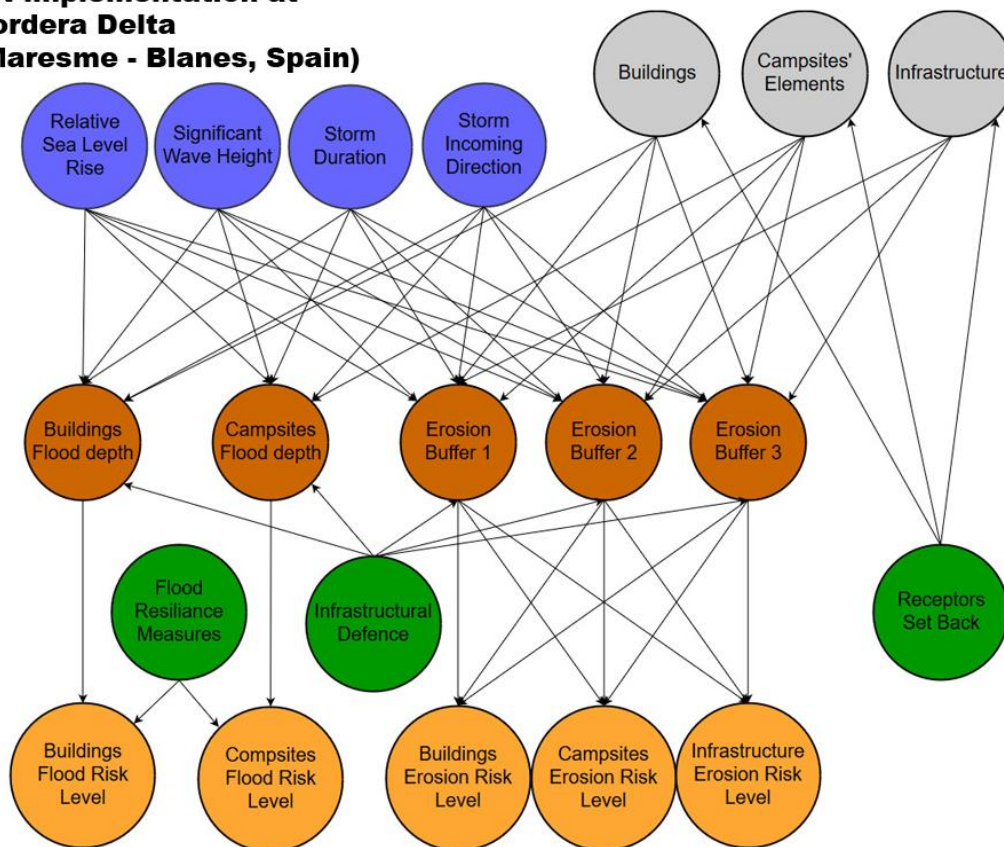 implementation at
ordera Delta
Maresme - Blanes, Spain)
Buildings
Campsites'
Elements
Infrastructure
Relative
Sea Level
Rise
Significant
Wave Height
Storm
Duration
Storm
Incoming
Direction
Buildings
Flood depth
Campsites
Flood depth
Erosion
Buffer 1
Erosion
Buffer 2
Erosion
Buffer 3
Flood
Resiliance
Measures
Infrastructural
Defence
Receptors
Set Back
Buildings
Flood Risk
Level
Compsites
Flood Risk
Level
Buildings
Erosion Risk
Level
Campsites
Erosion Risk
Level
Infrastructure
Erosion Risk
Level